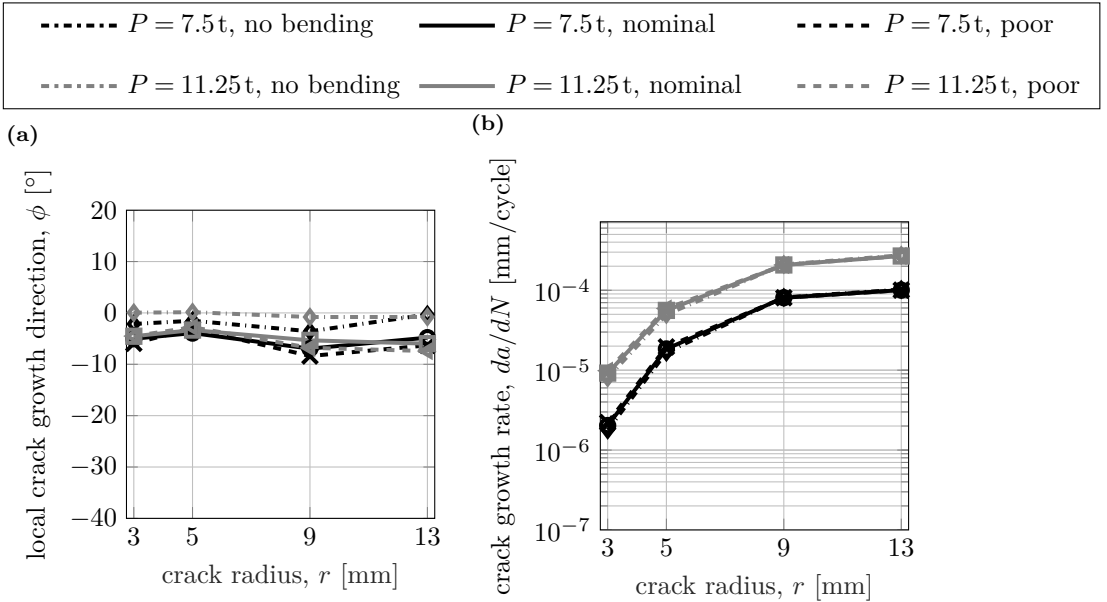 P = 7.5 t, no bending
P = 7.5 t, nominal
P = 7.5 t, poor
P = 11.25 t, no bending
P = 11.25 t, nominal
P = 11.25 t, poor
(a)
local crack growth direction, ϕ [°]
20
10
0
−10
−20
−30
−40
3
5
9
13
crack radius, r [mm]
(b)
crack growth rate, da/dN [mm/cycle]
10⁻⁴
10⁻⁵
10⁻⁶
10⁻⁷
3
5
9
13
crack radius, r [mm]